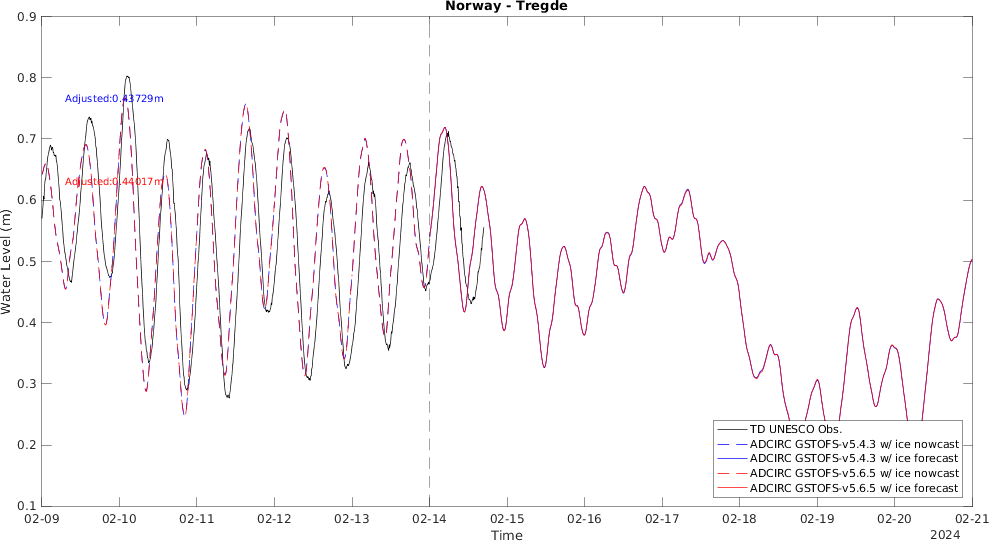 Norway - Tregde
0.9
0.8
0.7
0.6
0.5
0.4
0.3
0.2
0.1
Water Level (m)
Adjusted:0.43729m
Adjusted:0.44017m
TD UNESCO Obs.
ADCIRC GSTOFS-v5.4.3 w/ ice nowcast
ADCIRC GSTOFS-v5.4.3 w/ ice forecast
ADCIRC GSTOFS-v5.6.5 w/ ice nowcast
ADCIRC GSTOFS-v5.6.5 w/ ice forecast
02-09 02-10 02-11 02-12 02-13 02-14 02-15 02-16 02-17 02-18 02-19 02-20 02-21
Time
2024